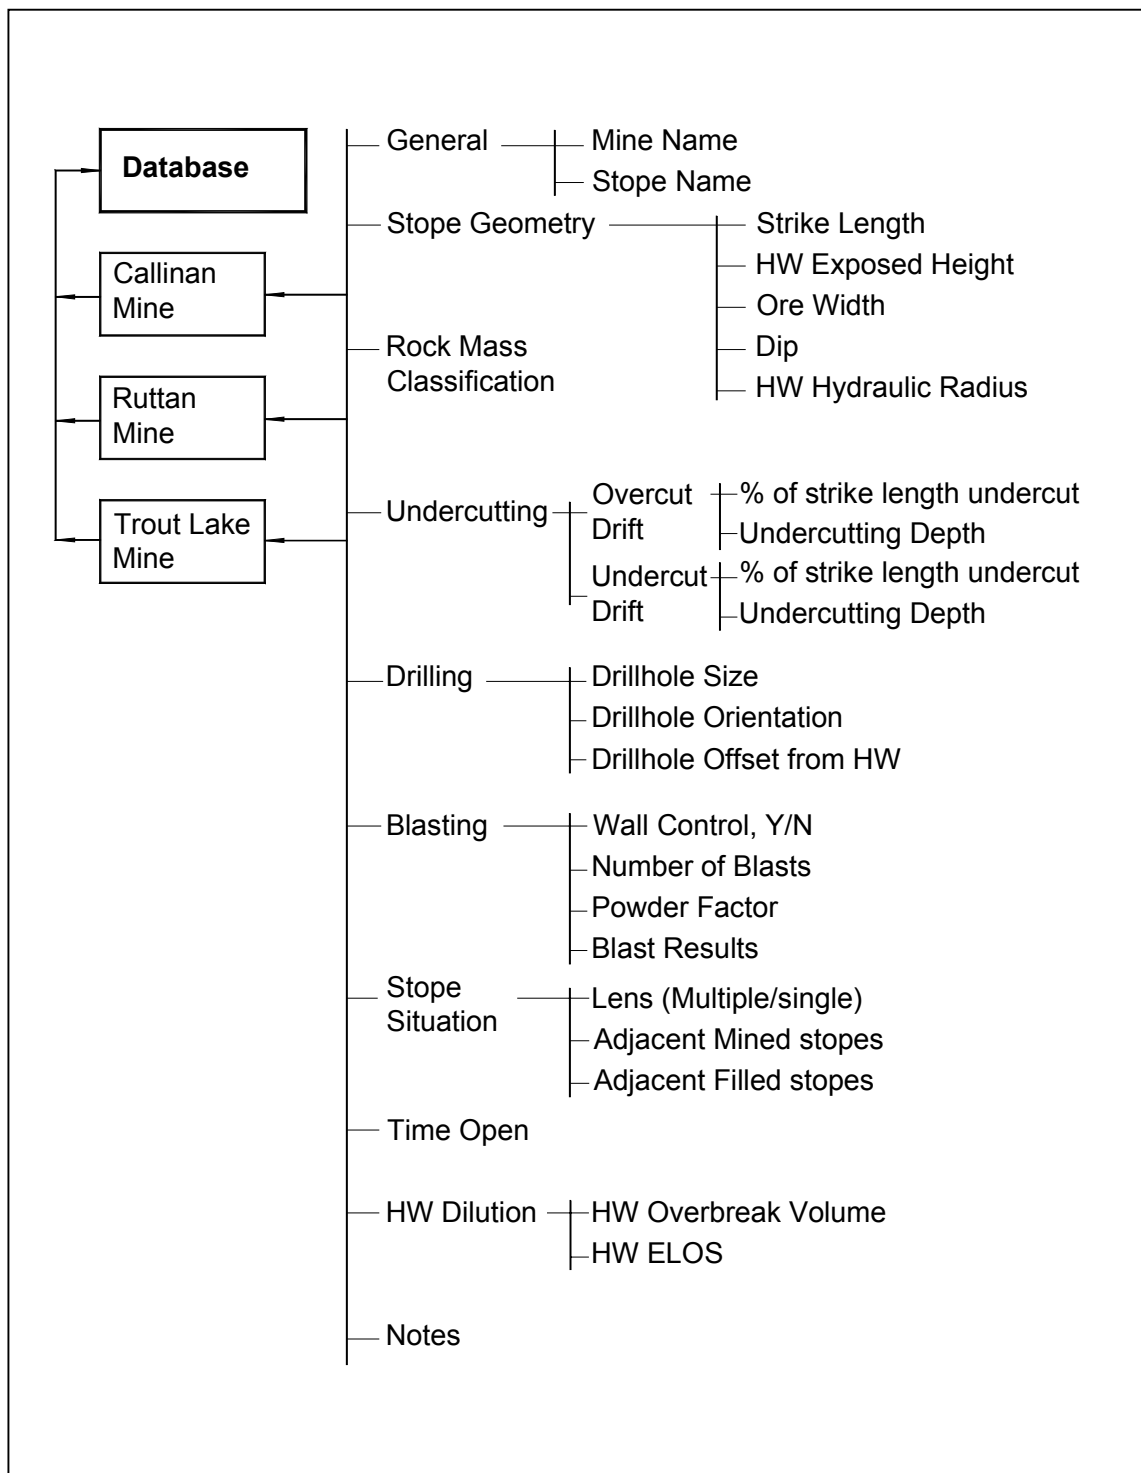 Database
Callinan
Mine
Ruttan
Mine
Trout Lake
Mine
General
Mine Name
Stope Name
Stope Geometry
Strike Length
HW Exposed Height
Ore Width
Dip
HW Hydraulic Radius
Rock Mass
Classification
Undercutting
Overcut
Drift
% of strike length undercut
Undercutting Depth
Undercut
Drift
% of strike length undercut
Undercutting Depth
Drilling
Drillhole Size
Drillhole Orientation
Drillhole Offset from HW
Blasting
Wall Control, Y/N
Number of Blasts
Powder Factor
Blast Results
Stope
Situation
Lens (Multiple/single)
Adjacent Mined stopes
Adjacent Filled stopes
Time Open
HW Dilution
HW Overbreak Volume
HW ELOS
Notes